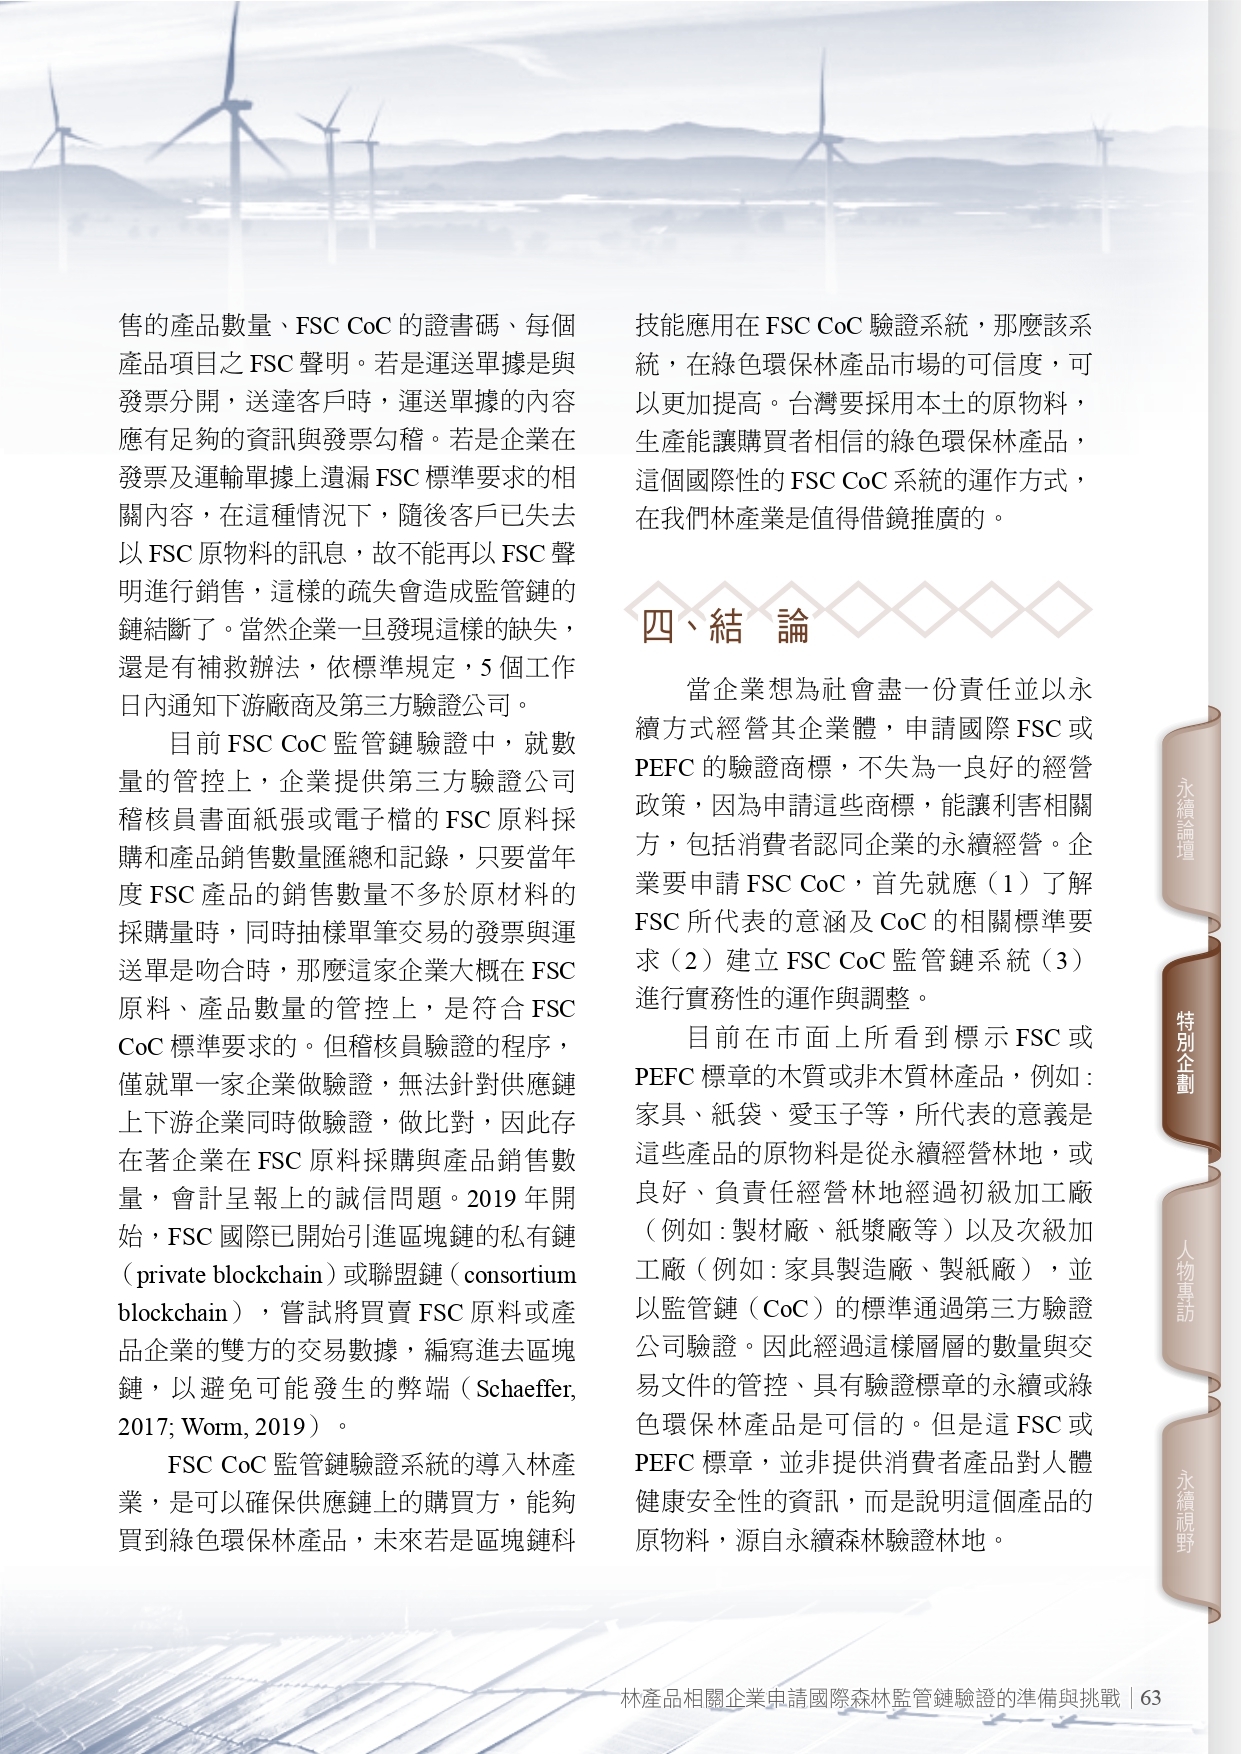 售的產品數量、FSC CoC 的證書碼、每個
產品項目之 FSC 聲明。若是運送單據是與
發票分開，送達客戶時，運送單據的內容
應有足夠的資訊與發票勾稽。若是企業在
發票及運輸單據上遺漏 FSC 標準要求的相
關內容，在這種情況下，隨後客戶已失去
以 FSC 原物料的訊息，故不能再以 FSC 聲
明進行銷售，這樣的疏失會造成監管鏈的
鏈結斷了。當然企業一旦發現這樣的缺失，
還是有補救辦法，依標準規定，5 個工作
日內通知下游廠商及第三方驗證公司。
目前 FSC CoC 監管鏈驗證中，就數
量的管控上，企業提供第三方驗證公司
稽核員書面紙張或電子檔的 FSC 原料採
購和產品銷售數量匯總和記錄，只要當年
度 FSC 產品的銷售數量不多於原材料的
採購量時，同時抽樣單筆交易的發票與運
送單是吻合時，那麼這家企業大概在 FSC
原料、產品數量的管控上，是符合 FSC
CoC 標準要求的。但稽核員驗證的程序，
僅就單一家企業做驗證，無法針對供應鏈
上下游企業同時做驗證，做比對，因此存
在著企業在 FSC 原料採購與產品銷售數
量，會計呈報上的誠信問題。2019 年開
始，FSC 國際已開始引進區塊鏈的私有鏈
（private blockchain）或聯盟鏈（consortium
blockchain），嘗試將買賣 FSC 原料或產
品企業的雙方的交易數據，編寫進去區塊
鏈，以避免可能發生的弊端（Schaeffer,
2017; Worm, 2019）。
FSC CoC 監管鏈驗證系統的導入林產
業，是可以確保供應鏈上的購買方，能夠
買到綠色環保林產品，未來若是區塊鏈科
技能應用在 FSC CoC 驗證系統，那麼該系
統，在綠色環保林產品市場的可信度，可
以更加提高。台灣要採用本土的原物料，
生產能讓購買者相信的綠色環保林產品，
這個國際性的 FSC CoC 系統的運作方式，
在我們林產業是值得借鏡推廣的。
四、結　論
當企業想為社會盡一份責任並以永
續方式經營其企業體，申請國際 FSC 或
PEFC 的驗證商標，不失為一良好的經營
政策，因為申請這些商標，能讓利害相關
方，包括消費者認同企業的永續經營。企
業要申請 FSC CoC，首先就應（1）了解
FSC 所代表的意涵及 CoC 的相關標準要
求（2）建立 FSC CoC 監管鏈系統（3）
進行實務性的運作與調整。
目前在市面上所看到標示 FSC 或
PEFC 標章的木質或非木質林產品，例如 :
家具、紙袋、愛玉子等，所代表的意義是
這些產品的原物料是從永續經營林地，或
良好、負責任經營林地經過初級加工廠
（例如 : 製材廠、紙漿廠等）以及次級加
工廠（例如 : 家具製造廠、製紙廠），並
以監管鏈（CoC）的標準通過第三方驗證
公司驗證。因此經過這樣層層的數量與交
易文件的管控、具有驗證標章的永續或綠
色環保林產品是可信的。但是這 FSC 或
PEFC 標章，並非提供消費者產品對人體
健康安全性的資訊，而是說明這個產品的
原物料，源自永續森林驗證林地。
永續論壇
特別企劃
人物專訪
永續視野
林產品相關企業申請國際森林監管鏈驗證的準備與挑戰 | 63